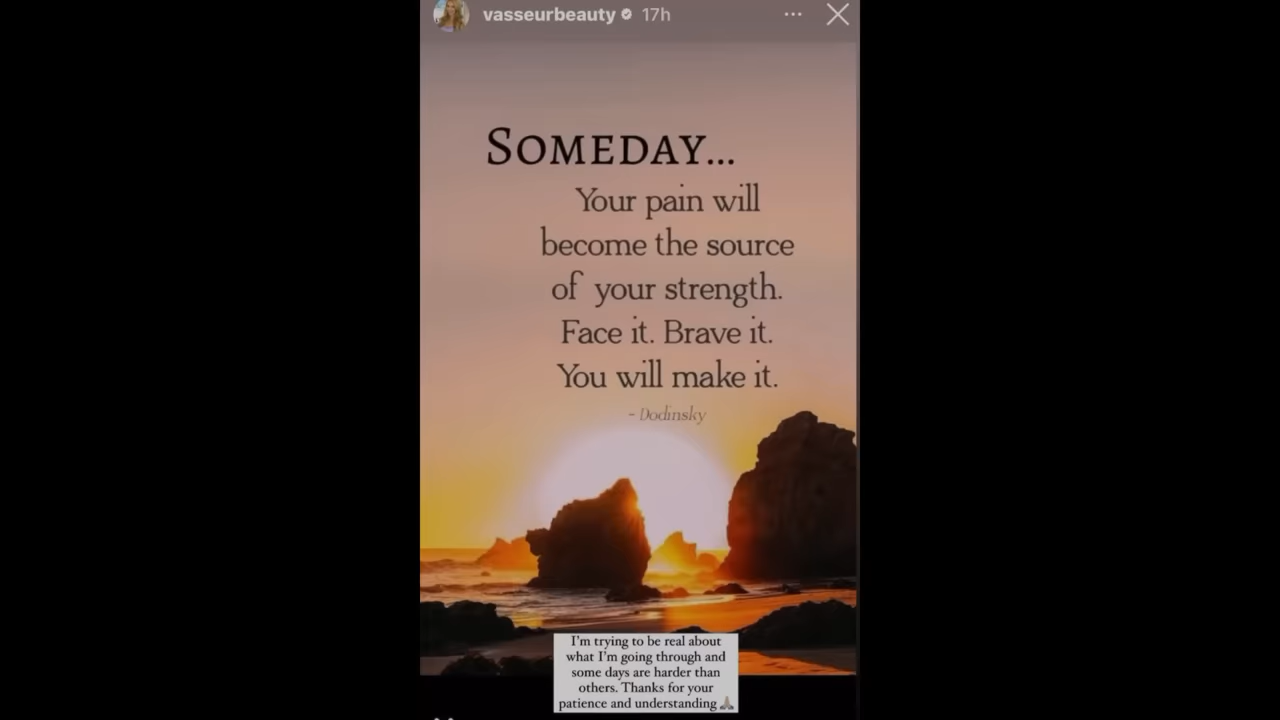 vasseurbeauty 17h
SOMEDAY...
Your pain will
become the source
of your strength.
Face it. Brave it.
You will make it.
- Dodinsky
I'm trying to be real about
what I'm going through and
some days are harder than
others. Thanks for your
patience and understanding🙏🏼